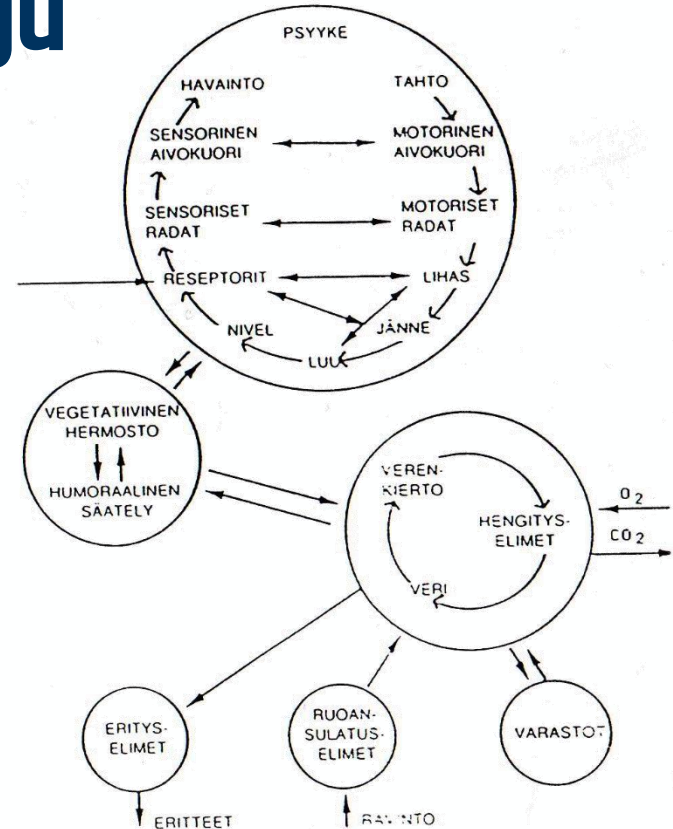 PSYYKE
HAVAINTO
TAHTO
SENSORINEN
AIVOKUORI
MOTORINEN
AIVOKUORI
SENSORISET
RADAT
MOTORISET
RADAT
RESEPTORIT
LIHAS
NIVEL
JÄNNE
LUU
VEGETATIIVINEN
HERMOSTO
HUMORAALINEN
SÄÄTELY
VEREN-
KIERTO
HENGITYS-
ELIMET
VERI
O2
CO2
ERITYS-
ELIMET
RUOAN-
SULATUS-
ELIMET
VARASTOT
ERITTEET
RAVINTO